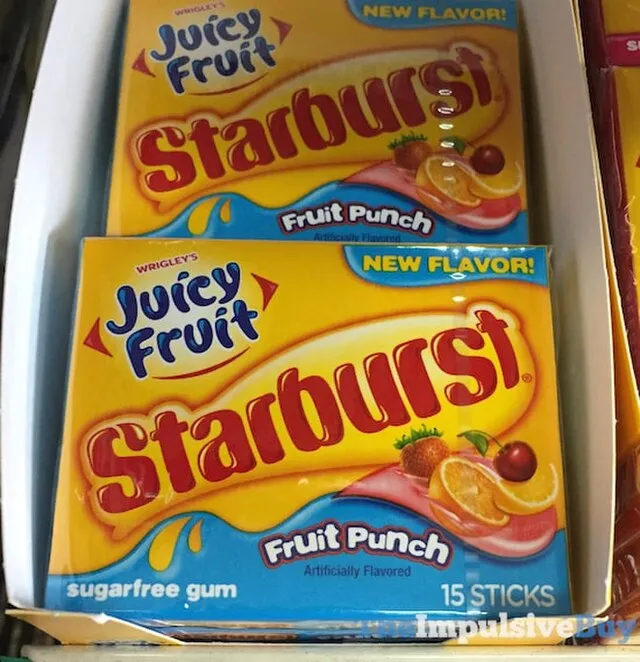 WRIGLEY'S
Juicy
Fruit
NEW FLAVOR!
Starburst
Fruit Punch
Artificially Flavored
WRIGLEY'S
Juicy
Fruit
NEW FLAVOR!
Starburst®
Fruit Punch
Artificially Flavored
sugarfree gum
15 STICKS
TheImpulsiveBuy